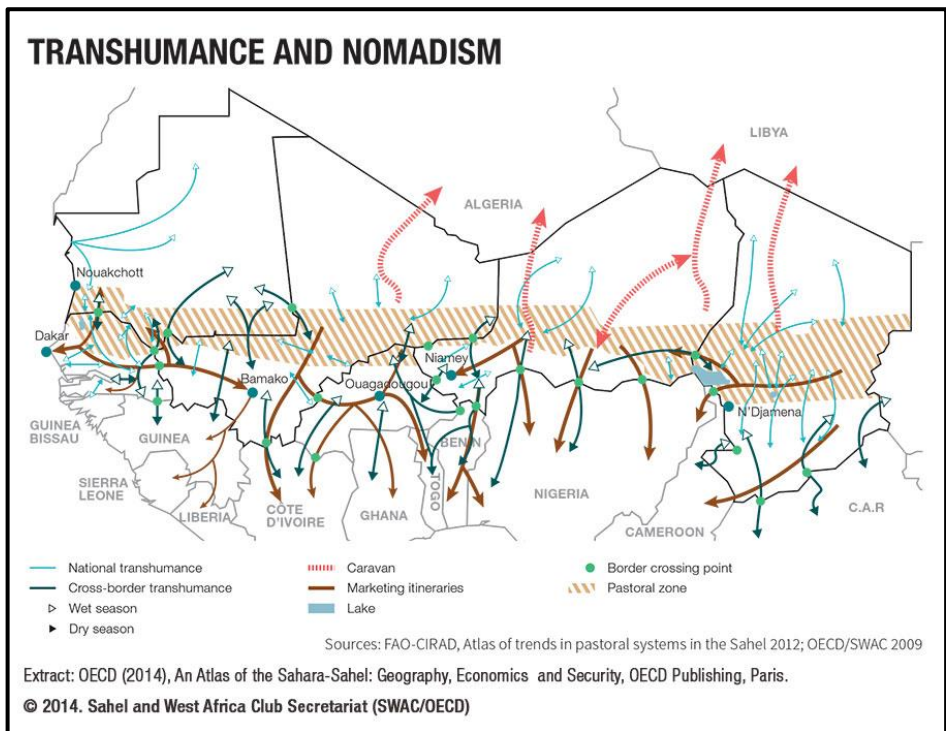 TRANSHUMANCE AND NOMADISM
LIBYA
ALGERIA
Nouakchott
Dakar
Bamako
Niamey
Ouagadougou
N'Djamena
GUINEA
BISSAU
GUINEA
BENIN
SIERRA
LEONE
LIBERIA
CÔTE
D'IVOIRE
GHANA
TOGO
NIGERIA
CAMEROON
C.A.R
National transhumance
Cross-border transhumance
Wet season
Dry season
Caravan
Marketing itineraries
Lake
Border crossing point
Pastoral zone
Sources: FAO-CIRAD, Atlas of trends in pastoral systems in the Sahel 2012; OECD/SWAC 2009
Extract: OECD (2014), An Atlas of the Sahara-Sahel: Geography, Economics and Security, OECD Publishing, Paris.
© 2014. Sahel and West Africa Club Secretariat (SWAC/OECD)